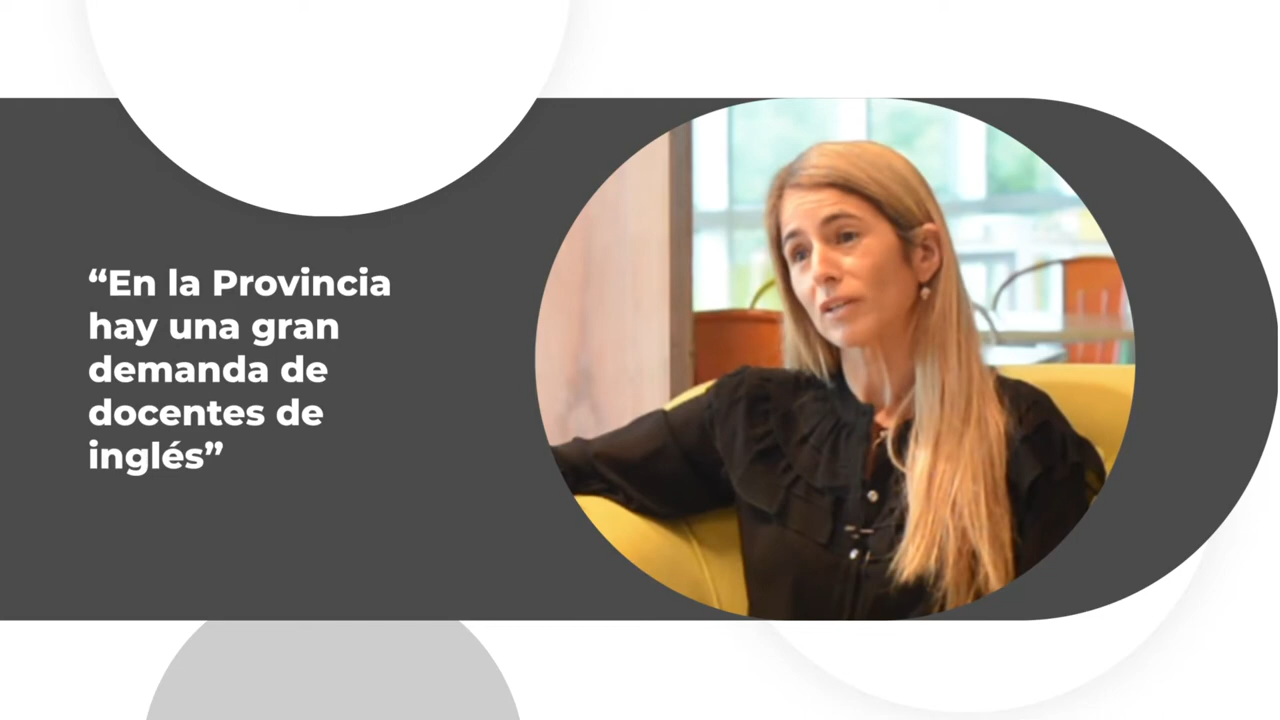 “En la Provincia
hay una gran
demanda de
docentes de
inglés”